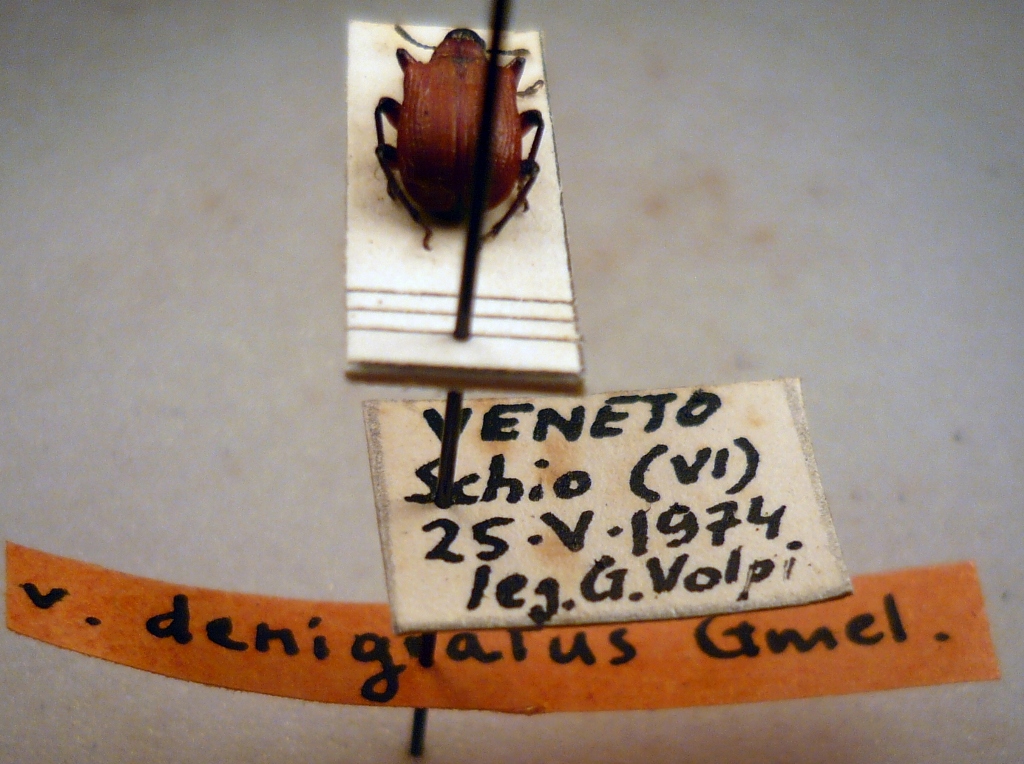 VENETO
Schio (VI)
25.V.1974
leg. G. Volpi
v. denigratus Gmel.